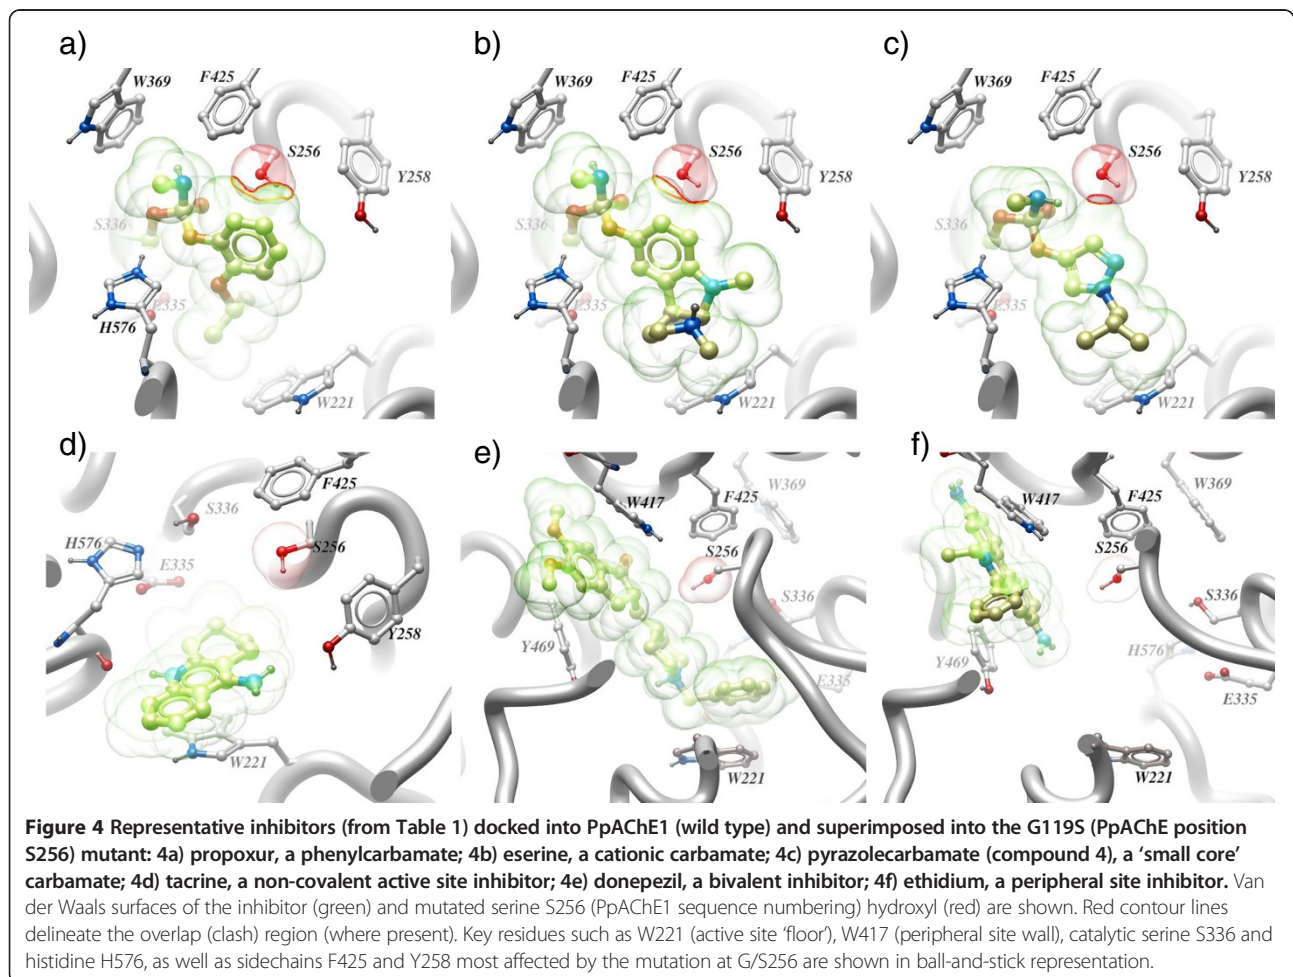 a)
b)
c)
W369
F425
S256
Y258
S336
E335
H576
W221
W369
F425
S256
Y258
S336
E335
H576
W221
W369
F425
S256
Y258
S336
E335
H576
W221
d)
e)
f)
F425
S336
H576
S256
E335
Y258
W221
W417
F425
W369
S256
S336
Y469
E335
W221
W417
F425
W369
S256
S336
Y469
H576
E335
W221
Figure 4 Representative inhibitors (from Table 1) docked into PpAChE1 (wild type) and superimposed into the G119S (PpAChE position
S256) mutant: 4a) propoxur, a phenylcarbamate; 4b) eserine, a cationic carbamate; 4c) pyrazolecarbamate (compound 4), a ‘small core’
carbamate; 4d) tacrine, a non-covalent active site inhibitor; 4e) donepezil, a bivalent inhibitor; 4f) ethidium, a peripheral site inhibitor. Van
der Waals surfaces of the inhibitor (green) and mutated serine S256 (PpAChE1 sequence numbering) hydroxyl (red) are shown. Red contour lines
delineate the overlap (clash) region (where present). Key residues such as W221 (active site ‘floor’), W417 (peripheral site wall), catalytic serine S336 and
histidine H576, as well as sidechains F425 and Y258 most affected by the mutation at G/S256 are shown in ball-and-stick representation.